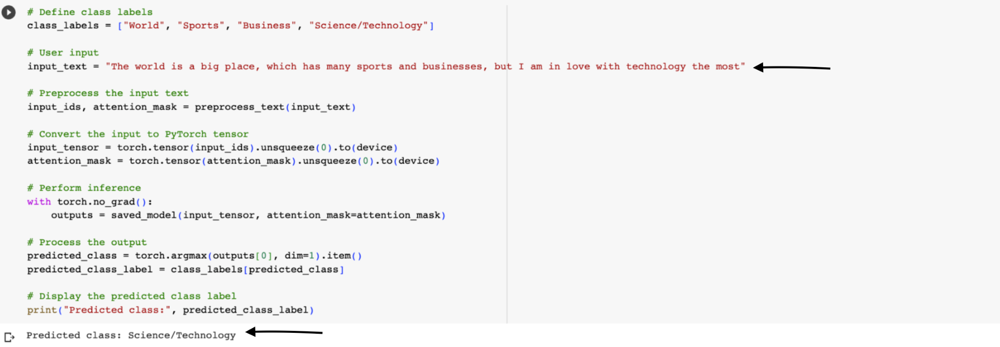 # Define class labels
class_labels = ["World", "Sports", "Business", "Science/Technology"]
# User input
input_text = "The world is a big place, which has many sports and businesses, but I am in love with technology the most"
# Preprocess the input text
input_ids, attention_mask = preprocess_text(input_text)
# Convert the input to PyTorch tensor
input_tensor = torch.tensor(input_ids).unsqueeze(0).to(device)
attention_mask = torch.tensor(attention_mask).unsqueeze(0).to(device)
# Perform inference
with torch.no_grad():
    outputs = saved_model(input_tensor, attention_mask=attention_mask)
# Process the output
predicted_class = torch.argmax(outputs[0], dim=1).item()
predicted_class_label = class_labels[predicted_class]
# Display the predicted class label
print("Predicted class:", predicted_class_label)
Predicted class: Science/Technology